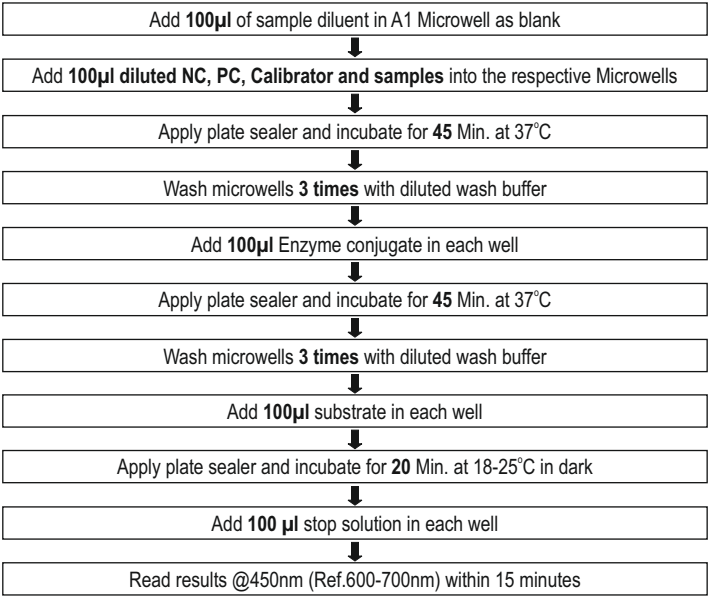 Add 100µl of sample diluent in A1 Microwell as blank
Add 100µl diluted NC, PC, Calibrator and samples into the respective Microwells
Apply plate sealer and incubate for 45 Min. at 37°C
Wash microwells 3 times with diluted wash buffer
Add 100µl Enzyme conjugate in each well
Apply plate sealer and incubate for 45 Min. at 37°C
Wash microwells 3 times with diluted wash buffer
Add 100µl substrate in each well
Apply plate sealer and incubate for 20 Min. at 18-25°C in dark
Add 100 µl stop solution in each well
Read results @450nm (Ref.600-700nm) within 15 minutes